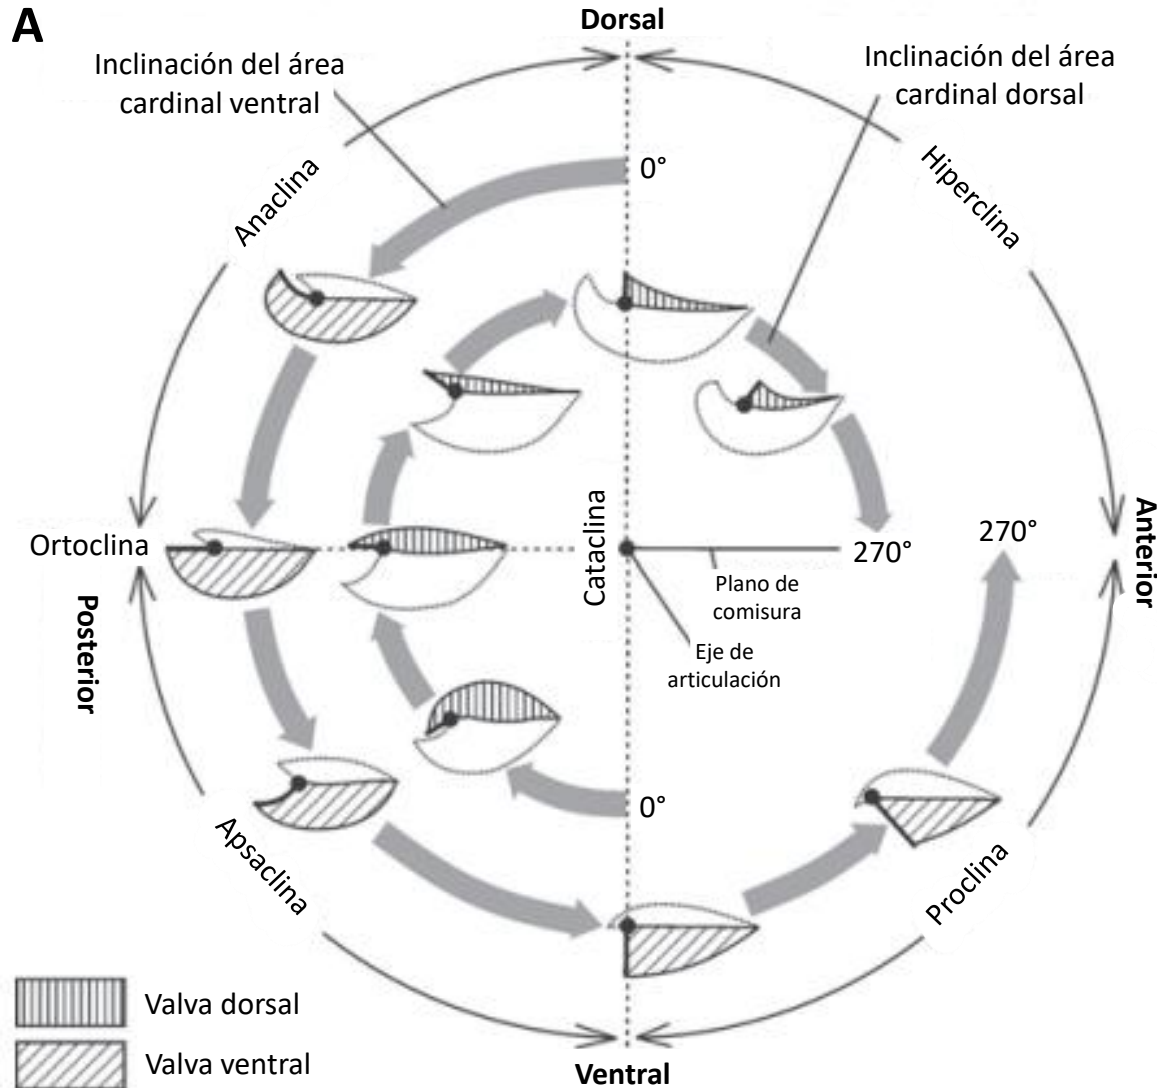 A
Dorsal
Inclinación del área
cardinal ventral
Inclinación del área
cardinal dorsal
0°
Anaclina
Hiperclina
Ortoclina
Posterior
Cataclina
270°
270°
Anterior
Plano de
comisura
Eje de
articulación
0°
Apsaclina
Proclina
Valva dorsal
Valva ventral
Ventral